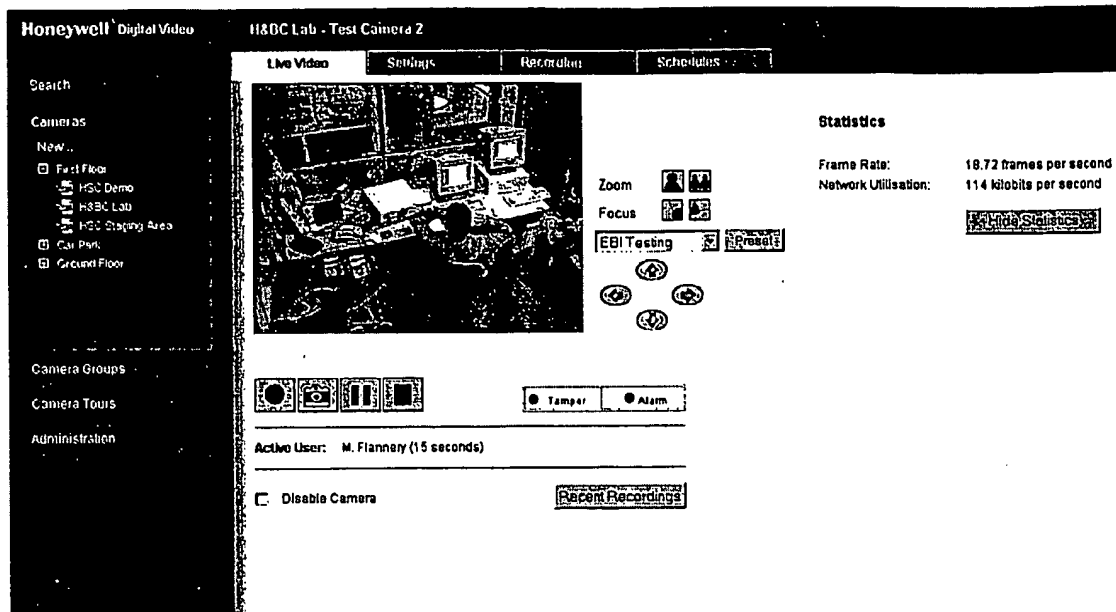 Honeywell Digital Video
H&BC Lab - Test Camera 2
Live Video
Settings
Recording
Schedules
Search
Cameras
New...
First Floor
HSC Demo
H&BC Lab
HSC Staging Area
Car Park
Ground Floor
Camera Groups
Camera Tours
Administration
Zoom
Focus
EBI Testing
Preset
Statistics
Frame Rate: 18.72 frames per second
Network Utilisation: 114 kilobits per second
Hide Statistics
Tamper
Alarm
Active User: M. Flannery (15 seconds)
Disable Camera
Recent Recordings